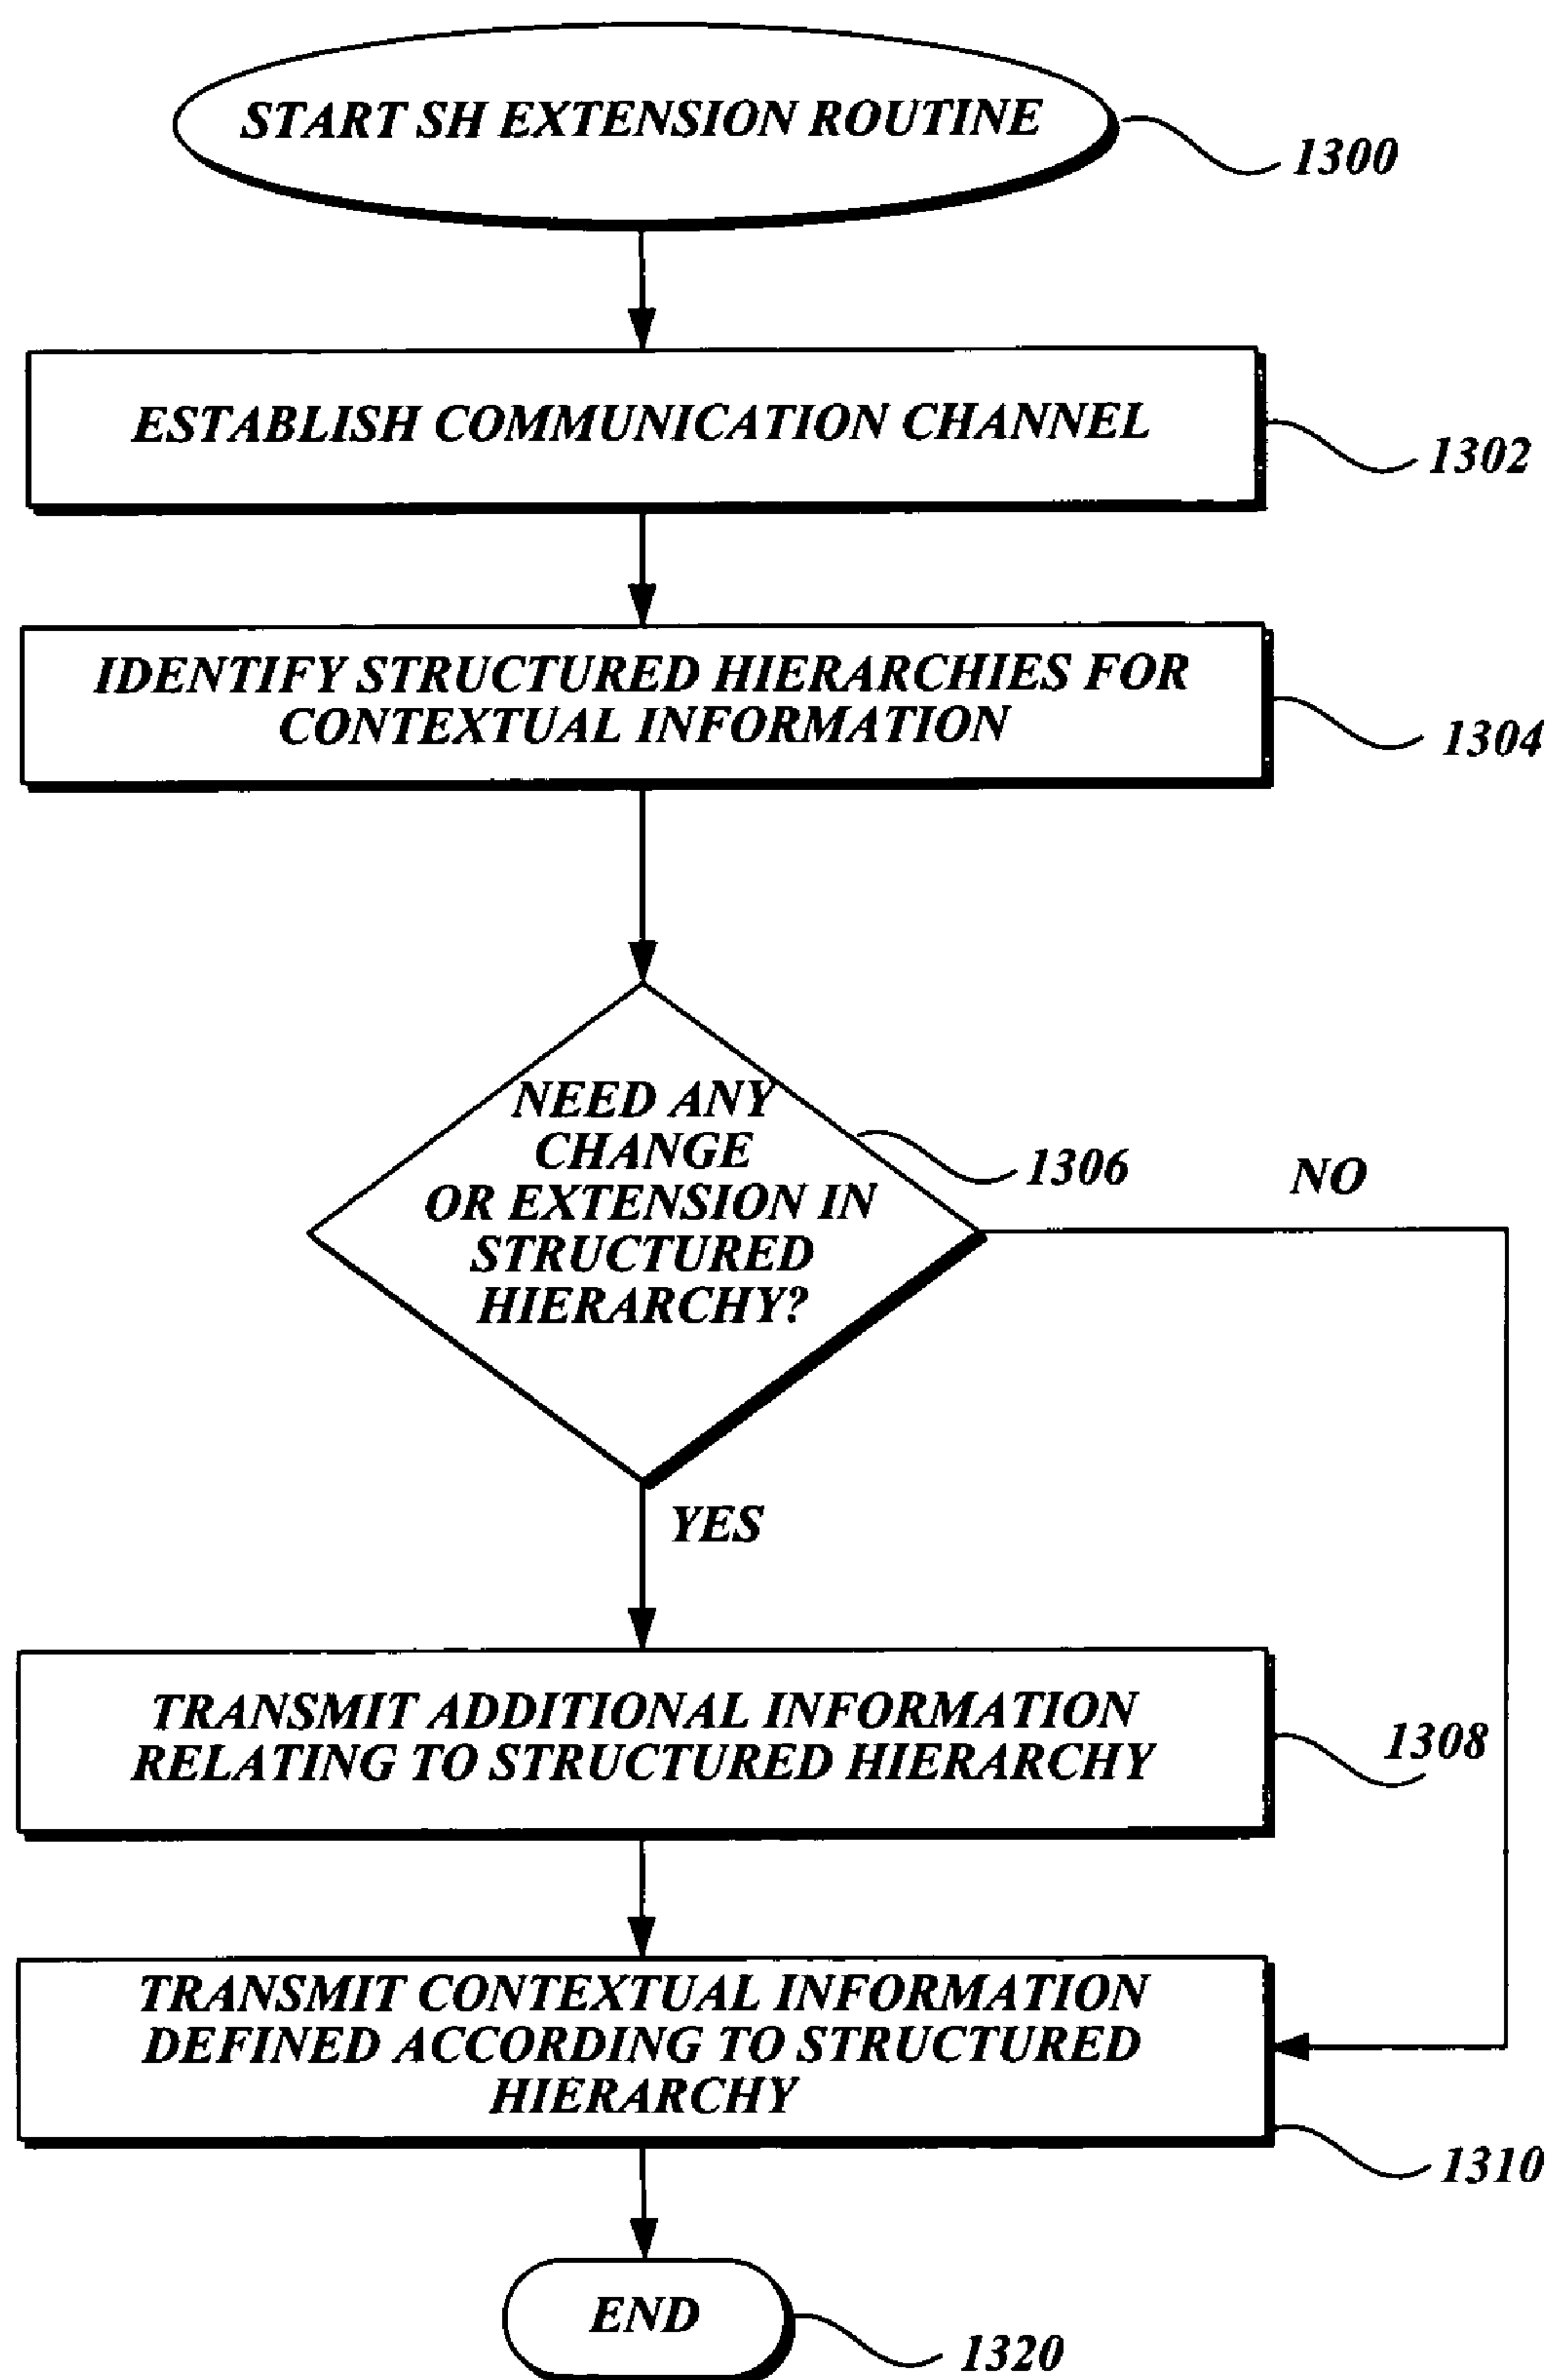 START SH EXTENSION ROUTINE
1300
ESTABLISH COMMUNICATION CHANNEL
1302
IDENTIFY STRUCTURED HIERARCHIES FOR
CONTEXTUAL INFORMATION
1304
NEED ANY
CHANGE
OR EXTENSION IN
STRUCTURED
HIERARCHY?
1306
NO
YES
TRANSMIT ADDITIONAL INFORMATION
RELATING TO STRUCTURED HIERARCHY
1308
TRANSMIT CONTEXTUAL INFORMATION
DEFINED ACCORDING TO STRUCTURED
HIERARCHY
1310
END
1320